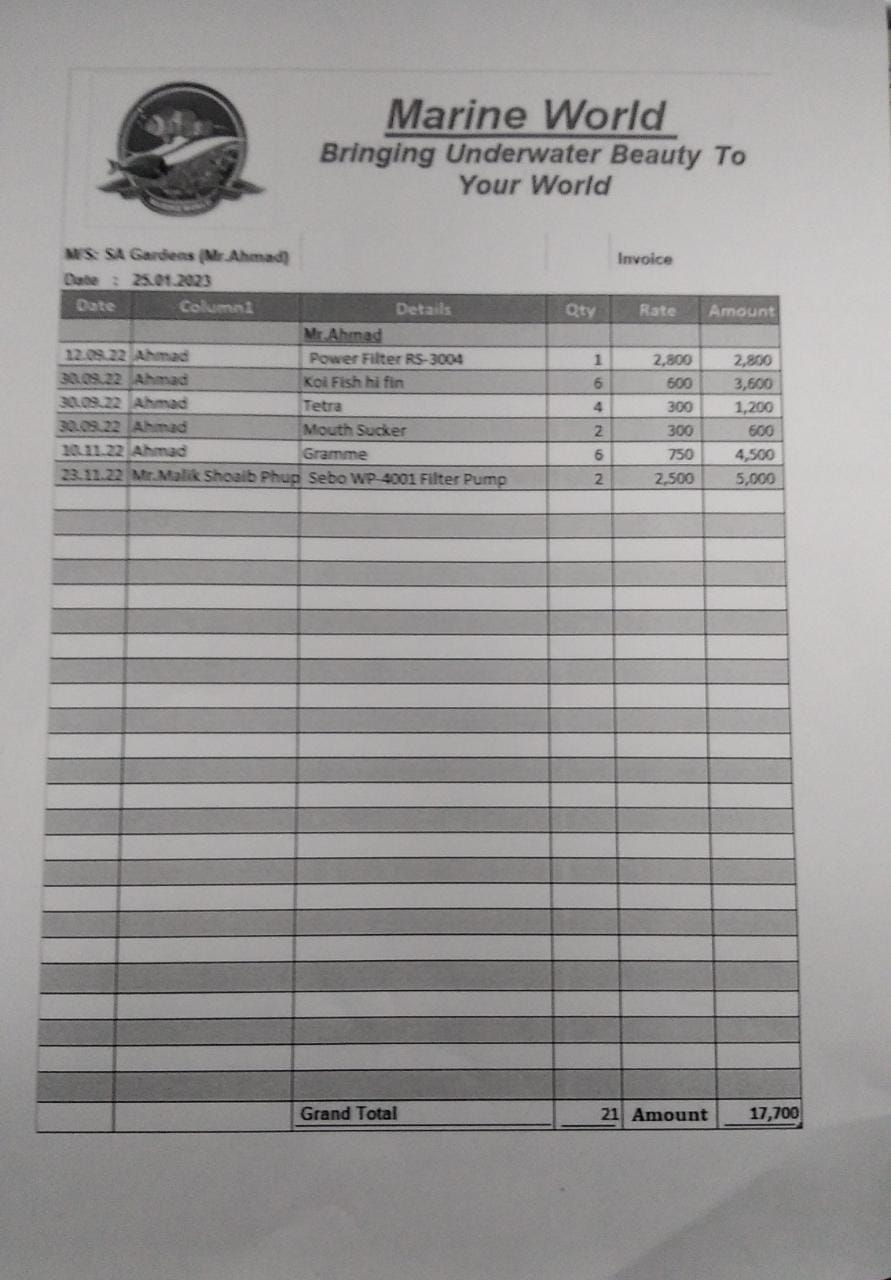 Marine World
Bringing Underwater Beauty To
Your World
MARINE WORLD
M/S: SA Gardens (Mr.Ahmad) Invoice
Date : 25.01.2023
Date Column1 Details Qty Rate Amount
Mr.Ahmad
12.09.22 Ahmad Power Filter RS-3004 1 2,800 2,800
30.09.22 Ahmad Koi Fish hi fin 6 600 3,600
30.09.22 Ahmad Tetra 4 300 1,200
30.09.22 Ahmad Mouth Sucker 2 300 600
10.11.22 Ahmad Gramme 6 750 4,500
23.11.22 Mr.Malik Shoaib Phup Sebo WP-4001 Filter Pump 2 2,500 5,000
Grand Total 21 Amount 17,700